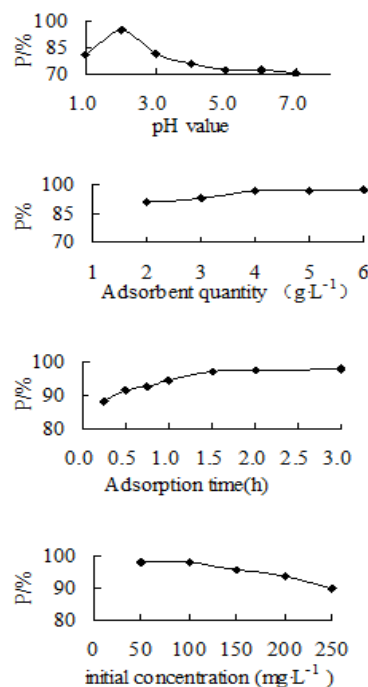 P/%
100
85
70
1.0 3.0 5.0 7.0
pH value
P%
100
85
70
1 2 3 4 5 6
Adsorbent quantity （g·L⁻¹)
P/%
100
90
80
0.0 0.5 1.0 1.5 2.0 2.5 3.0
Adsorption time(h)
P/%
100
90
80
0 50 100 150 200 250
initial concentration (mg·L⁻¹ )